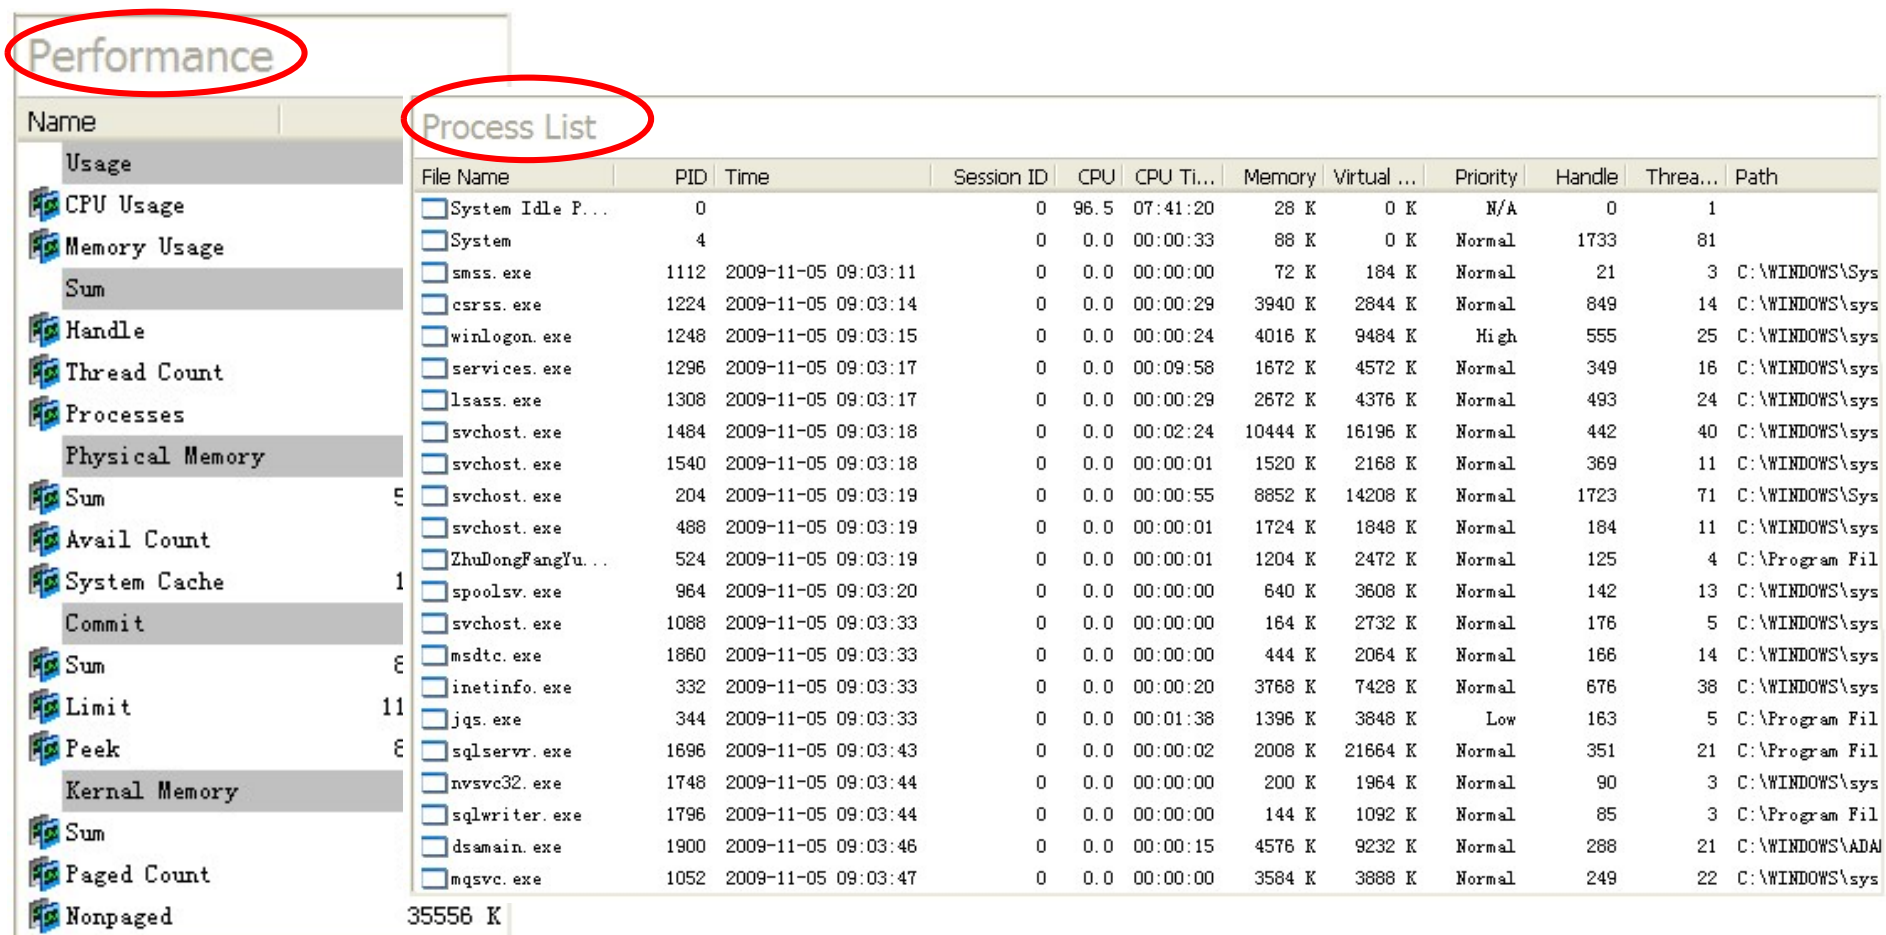 Performance
Name
Usage
CPU Usage
Memory Usage
Sum
Handle
Thread Count
Processes
Physical Memory
Sum 5
Avail Count
System Cache 1
Commit
Sum 8
Limit 11
Peek 8
Kernal Memory
Sum
Paged Count
Nonpaged 35556 K
Process List
File Name PID Time Session ID CPU CPU Ti... Memory Virtual ... Priority Handle Threa... Path
System Idle P... 0 0 96.5 07:41:20 28 K 0 K N/A 0 1
System 4 0 0.0 00:00:33 88 K 0 K Normal 1733 81
smss.exe 1112 2009-11-05 09:03:11 0 0.0 00:00:00 72 K 184 K Normal 21 3 C:\WINDOWS\Sys
csrss.exe 1224 2009-11-05 09:03:14 0 0.0 00:00:29 3940 K 2844 K Normal 849 14 C:\WINDOWS\sys
winlogon.exe 1248 2009-11-05 09:03:15 0 0.0 00:00:24 4016 K 9484 K High 555 25 C:\WINDOWS\sys
services.exe 1296 2009-11-05 09:03:17 0 0.0 00:09:58 1672 K 4572 K Normal 349 16 C:\WINDOWS\sys
lsass.exe 1308 2009-11-05 09:03:17 0 0.0 00:00:29 2672 K 4376 K Normal 493 24 C:\WINDOWS\sys
svchost.exe 1484 2009-11-05 09:03:18 0 0.0 00:02:24 10444 K 16196 K Normal 442 40 C:\WINDOWS\sys
svchost.exe 1540 2009-11-05 09:03:18 0 0.0 00:00:01 1520 K 2168 K Normal 369 11 C:\WINDOWS\sys
svchost.exe 204 2009-11-05 09:03:19 0 0.0 00:00:55 8852 K 14208 K Normal 1723 71 C:\WINDOWS\Sys
svchost.exe 488 2009-11-05 09:03:19 0 0.0 00:00:01 1724 K 1848 K Normal 184 11 C:\WINDOWS\sys
ZhuDongFangYu... 524 2009-11-05 09:03:19 0 0.0 00:00:01 1204 K 2472 K Normal 125 4 C:\Program Fil
spoolsv.exe 964 2009-11-05 09:03:20 0 0.0 00:00:00 640 K 3608 K Normal 142 13 C:\WINDOWS\sys
svchost.exe 1088 2009-11-05 09:03:33 0 0.0 00:00:00 164 K 2732 K Normal 176 5 C:\WINDOWS\sys
msdtc.exe 1860 2009-11-05 09:03:33 0 0.0 00:00:00 444 K 2064 K Normal 166 14 C:\WINDOWS\sys
inetinfo.exe 332 2009-11-05 09:03:33 0 0.0 00:00:20 3768 K 7428 K Normal 676 38 C:\WINDOWS\sys
jqs.exe 344 2009-11-05 09:03:33 0 0.0 00:01:38 1396 K 3848 K Low 163 5 C:\Program Fil
sqlservr.exe 1696 2009-11-05 09:03:43 0 0.0 00:00:02 2008 K 21664 K Normal 351 21 C:\Program Fil
nvsvc32.exe 1748 2009-11-05 09:03:44 0 0.0 00:00:00 200 K 1964 K Normal 90 3 C:\WINDOWS\sys
sqlwriter.exe 1796 2009-11-05 09:03:44 0 0.0 00:00:00 144 K 1092 K Normal 85 3 C:\Program Fil
dsamain.exe 1900 2009-11-05 09:03:46 0 0.0 00:00:15 4576 K 9232 K Normal 288 21 C:\WINDOWS\ADA
mqsvc.exe 1052 2009-11-05 09:03:47 0 0.0 00:00:00 3584 K 3888 K Normal 249 22 C:\WINDOWS\sys